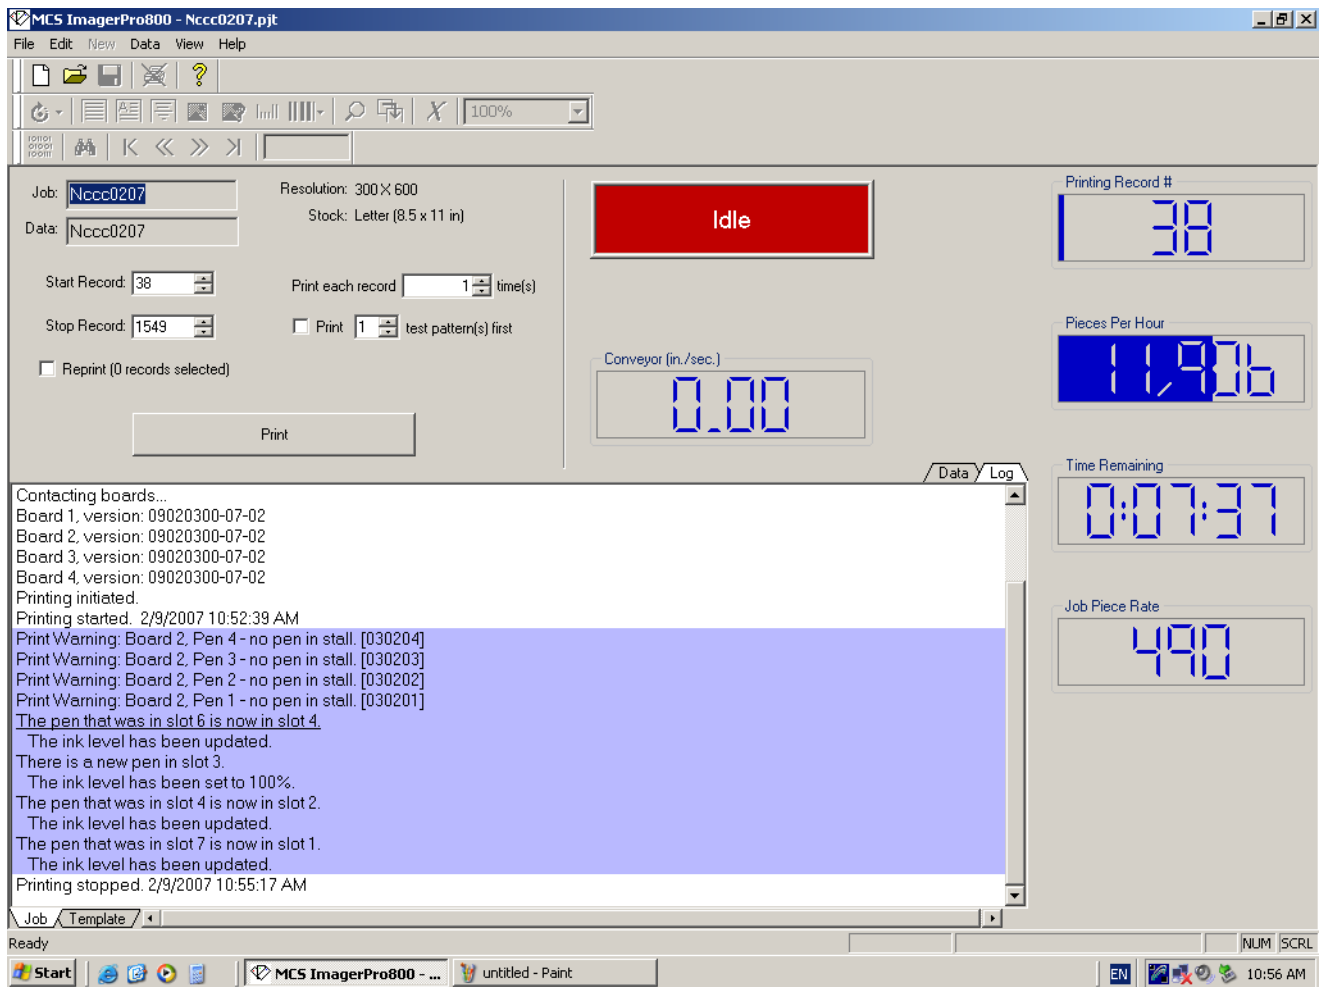 MCS ImagerPro800 - Nccc0207.pjt
File Edit New Data View Help
100%
Job: Nccc0207
Data: Nccc0207
Resolution: 300 X 600
Stock: Letter (8.5 x 11 in)
Start Record: 38
Print each record 1 time(s)
Stop Record: 1549
Print 1 test pattern(s) first
Reprint (0 records selected)
Print
Idle
Conveyor (in./sec.)
0.00
Printing Record #
38
Pieces Per Hour
11,906
Time Remaining
0:07:37
Job Piece Rate
490
Data Log
Contacting boards...
Board 1, version: 09020300-07-02
Board 2, version: 09020300-07-02
Board 3, version: 09020300-07-02
Board 4, version: 09020300-07-02
Printing initiated.
Printing started. 2/9/2007 10:52:39 AM
Print Warning: Board 2, Pen 4 - no pen in stall. [030204]
Print Warning: Board 2, Pen 3 - no pen in stall. [030203]
Print Warning: Board 2, Pen 2 - no pen in stall. [030202]
Print Warning: Board 2, Pen 1 - no pen in stall. [030201]
The pen that was in slot 6 is now in slot 4.
The ink level has been updated.
There is a new pen in slot 3.
The ink level has been set to 100%.
The pen that was in slot 4 is now in slot 2.
The ink level has been updated.
The pen that was in slot 7 is now in slot 1.
The ink level has been updated.
Printing stopped. 2/9/2007 10:55:17 AM
Job Template
Ready
NUM SCRL
Start
MCS ImagerPro800 - ...
untitled - Paint
EN
10:56 AM